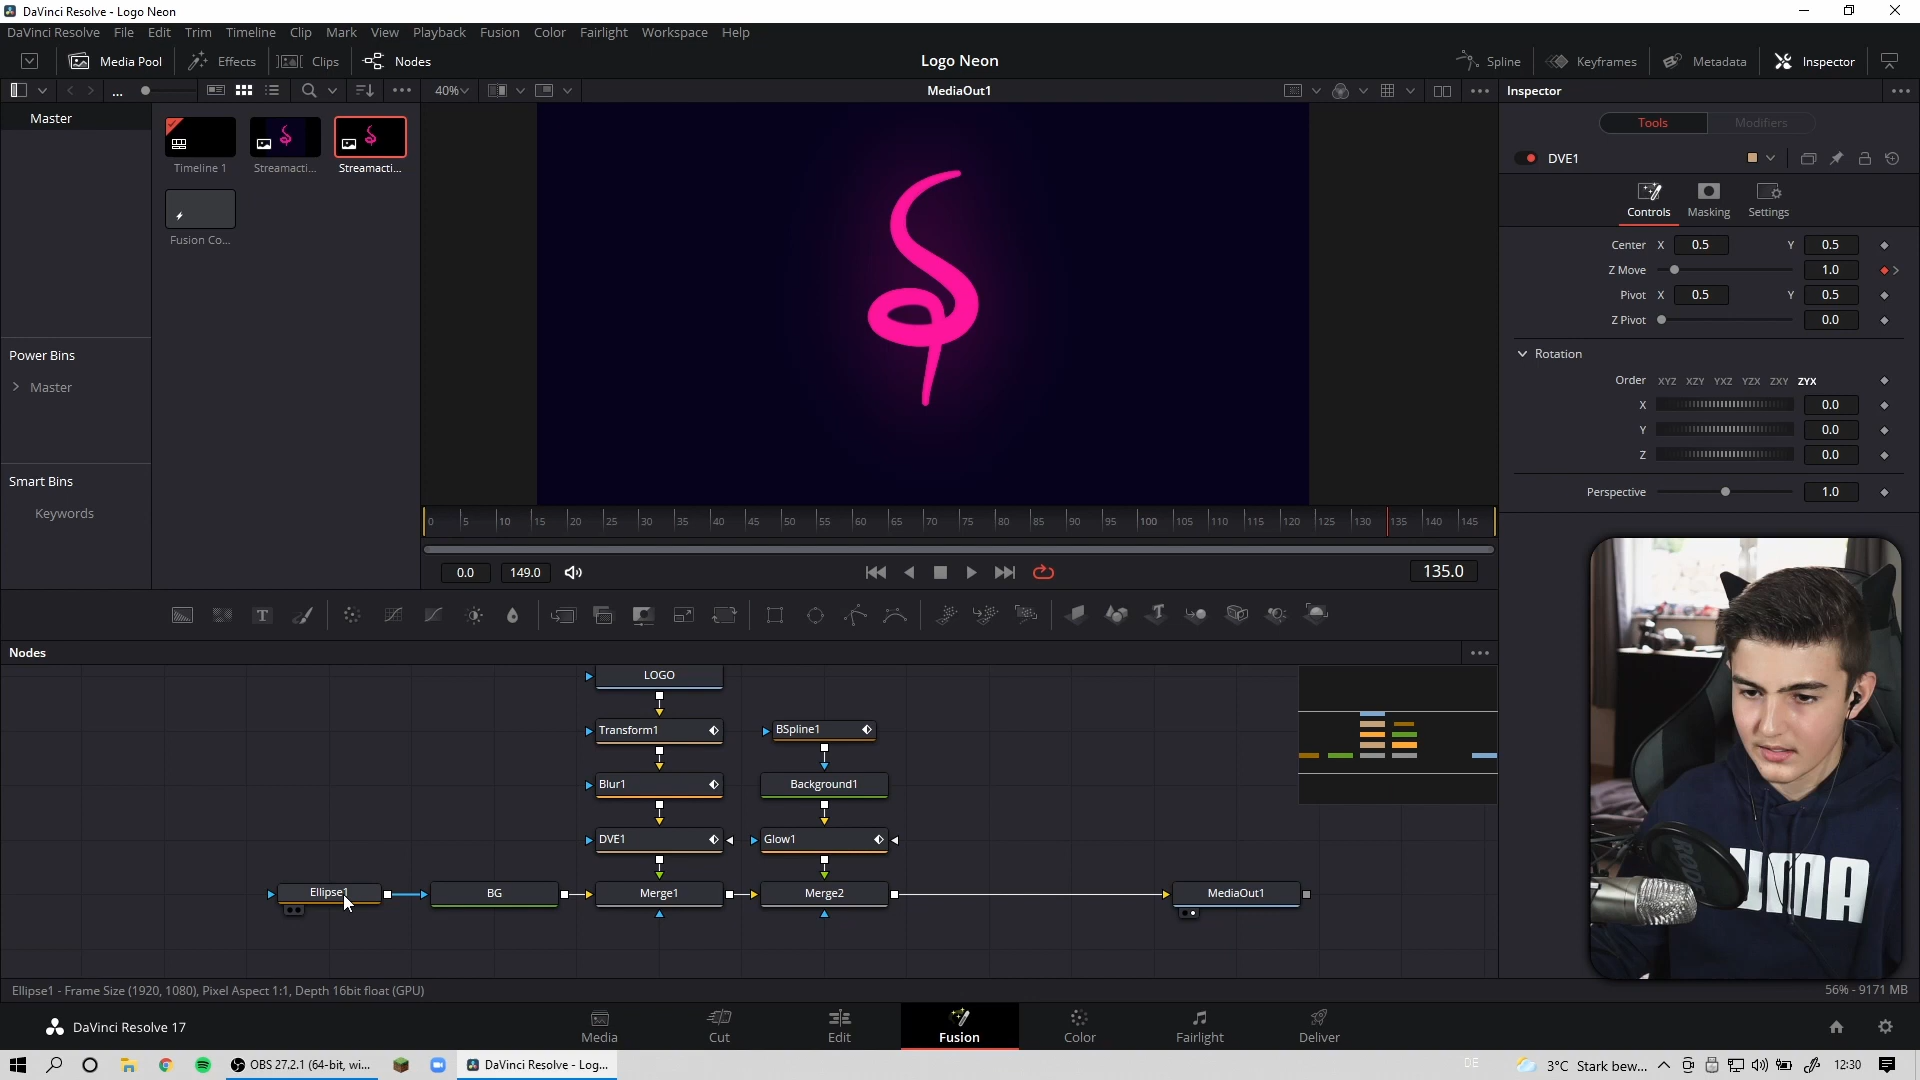 DaVinci Resolve - Logo Neon
DaVinci Resolve File Edit Trim Timeline Clip Mark View Playback Fusion Color Fairlight Workspace Help
Media Pool Effects Clips Nodes Logo Neon Spline Keyframes Metadata Inspector
... 40% MediaOut1 Inspector
Master
Timeline 1 Streamacti... Streamacti...
Fusion Co...
Power Bins
Master
Smart Bins
Keywords
Tools Modifiers
DVE1
Controls Masking Settings
Center X 0.5 Y 0.5
Z Move 1.0
Pivot X 0.5 Y 0.5
Z Pivot 0.0
Rotation
Order XYZ XZY YXZ YZX ZXY ZYX
X 0.0
Y 0.0
Z 0.0
Perspective 1.0
0 5 10 15 20 25 30 35 40 45 50 55 60 65 70 75 80 85 90 95 100 105 110 115 120 125 130 135 140 145
0.0 149.0 135.0
T
Nodes
LOGO
Transform1 BSpline1
Blur1 Background1
DVE1 Glow1
Ellipse1 BG Merge1 Merge2 MediaOut1
Ellipse1 - Frame Size (1920, 1080), Pixel Aspect 1:1, Depth 16bit float (GPU) 56% - 9171 MB
RODE
PUMA
DaVinci Resolve 17 Media Cut Edit Fusion Color Fairlight Deliver
OBS 27.2.1 (64-bit, wi... DaVinci Resolve - Log... DE 3°C Stark bew... 12:30